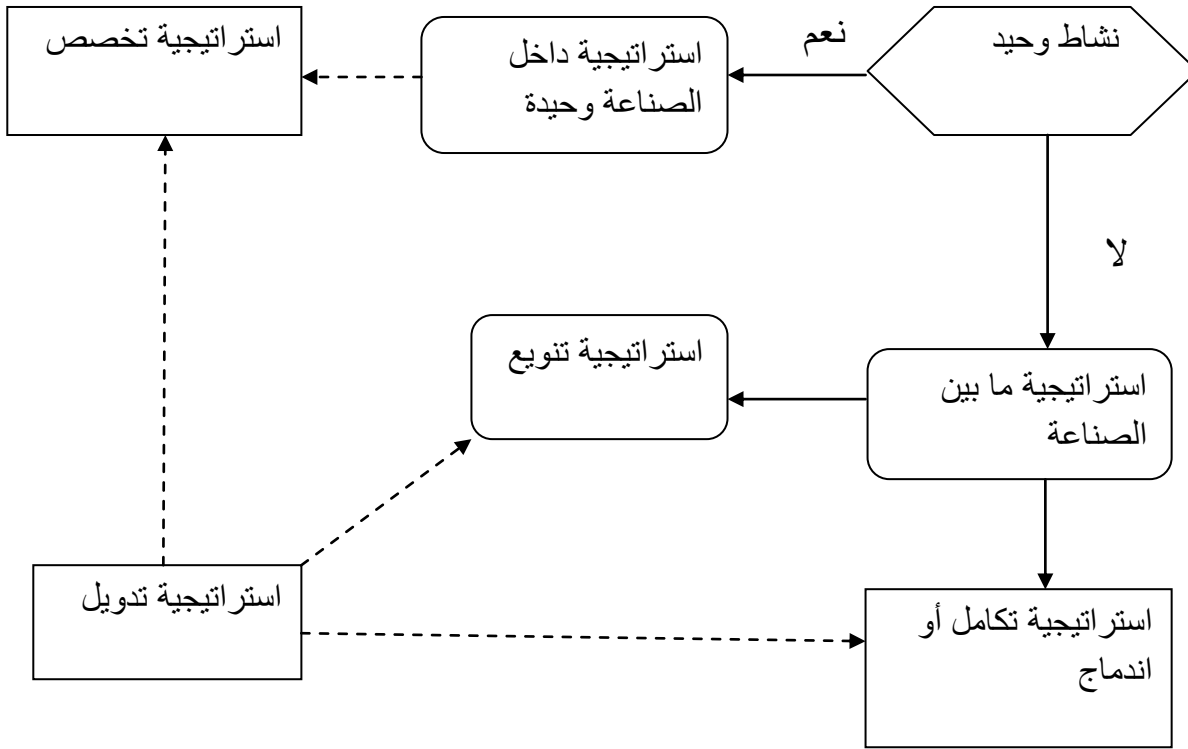 نشاط وحيد
نعم
استراتيجية داخل
الصناعة وحيدة
استراتيجية تخصص
لا
استراتيجية ما بين
الصناعة
استراتيجية تنويع
استراتيجية تكامل أو
اندماج
استراتيجية تدويل